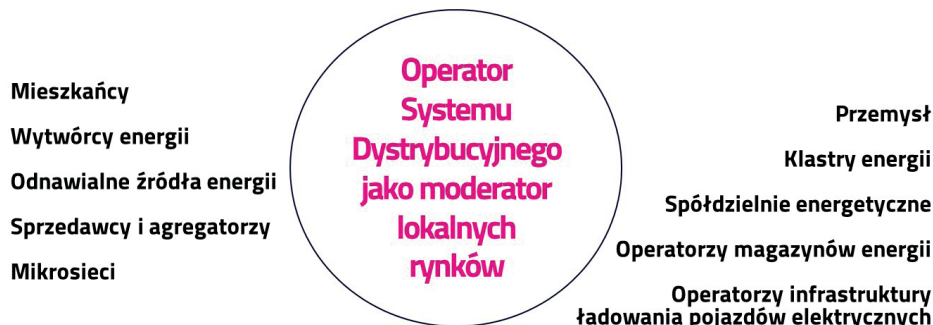 Mieszkańcy
Wytwórcy energii
Odnawialne źródła energii
Sprzedawcy i agregatorzy
Mikrosieci
Operator
Systemu
Dystrybucyjnego
jako moderator
lokalnych
rynków
Przemysł
Klastry energii
Spółdzielnie energetyczne
Operatorzy magazynów energii
Operatorzy infrastruktury
ładowania pojazdów elektrycznych